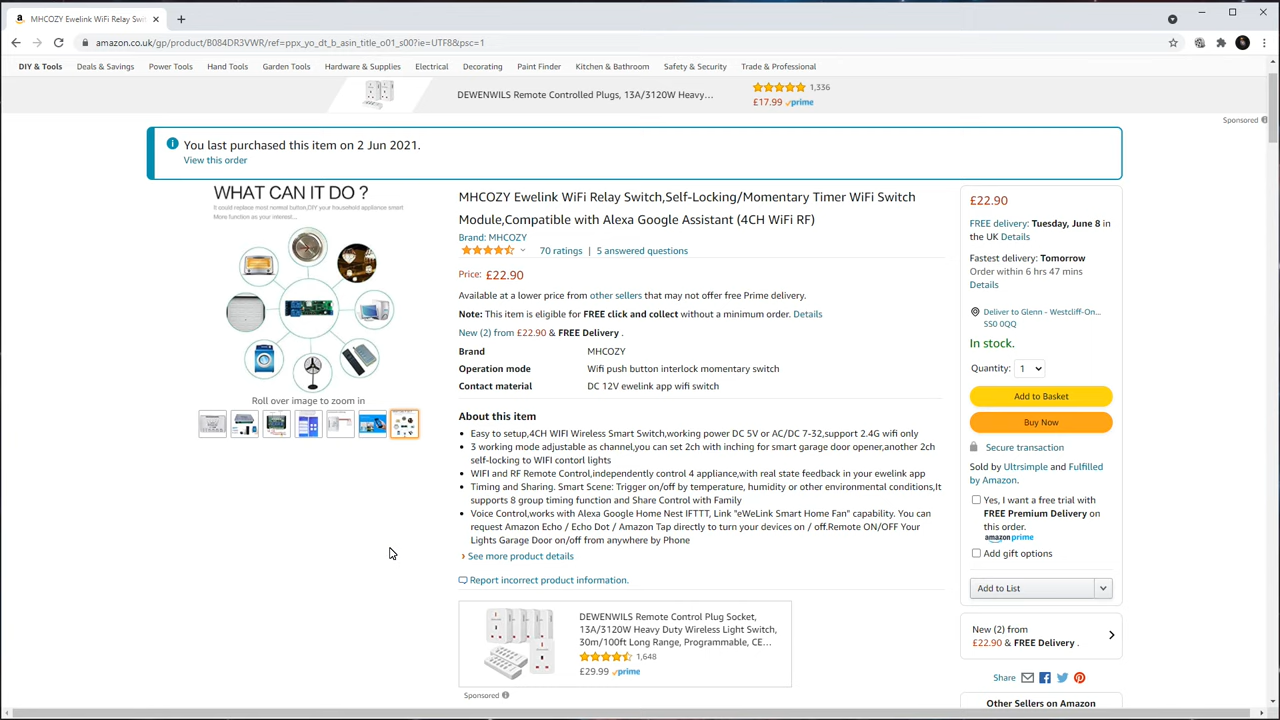 MHCOZY Ewelink WiFi Relay Swit
amazon.co.uk/gp/product/B084DR3VWR/ref=ppx_yo_dt_b_asin_title_o01_s00?ie=UTF8&psc=1
DIY & Tools Deals & Savings Power Tools Hand Tools Garden Tools Hardware & Supplies Electrical Decorating Paint Finder Kitchen & Bathroom Safety & Security Trade & Professional
DEWENWILS Remote Controlled Plugs, 13A/3120W Heavy… 1,336
£17.99 prime
Sponsored
You last purchased this item on 2 Jun 2021.
View this order
WHAT CAN IT DO ?
It could replace most normal button,DIY your household appliance smart
More function as your interest...
Roll over image to zoom in
MHCOZY Ewelink WiFi Relay Switch,Self-Locking/Momentary Timer WiFi Switch
Module,Compatible with Alexa Google Assistant (4CH WiFi RF)
Brand: MHCOZY
70 ratings | 5 answered questions
Price: £22.90
Available at a lower price from other sellers that may not offer free Prime delivery.
Note: This item is eligible for FREE click and collect without a minimum order. Details
New (2) from £22.90 & FREE Delivery .
Brand MHCOZY
Operation mode Wifi push button interlock momentary switch
Contact material DC 12V ewelink app wifi switch
About this item
• Easy to setup,4CH WIFI Wireless Smart Switch,working power DC 5V or AC/DC 7-32,support 2.4G wifi only
• 3 working mode adjustable as channel,you can set 2ch with inching for smart garage door opener,another 2ch
self-locking to WIFI contorl lights
• WIFI and RF Remote Control,independently control 4 appliance,with real state feedback in your ewelink app
• Timing and Sharing. Smart Scene: Trigger on/off by temperature, humidity or other environmental conditions,It
supports 8 group timing function and Share Control with Family
• Voice Control,works with Alexa Google Home Nest IFTTT, Link "eWeLink Smart Home Fan" capability. You can
request Amazon Echo / Echo Dot / Amazon Tap directly to turn your devices on / off.Remote ON/OFF Your
Lights Garage Door on/off from anywhere by Phone
› See more product details
Report incorrect product information.
DEWENWILS Remote Control Plug Socket,
13A/3120W Heavy Duty Wireless Light Switch,
30m/100ft Long Range, Programmable, CE…
1,648
£29.99 prime
Sponsored
£22.90
FREE delivery: Tuesday, June 8 in
the UK Details
Fastest delivery: Tomorrow
Order within 6 hrs 47 mins
Details
Deliver to Glenn - Westcliff-On…
SS0 0QQ
In stock.
Quantity: 1
Add to Basket
Buy Now
Secure transaction
Sold by Ultrsimple and Fulfilled
by Amazon.
Yes, I want a free trial with
FREE Premium Delivery on
this order.
amazon prime
Add gift options
Add to List
New (2) from
£22.90 & FREE Delivery .
Share
Other Sellers on Amazon